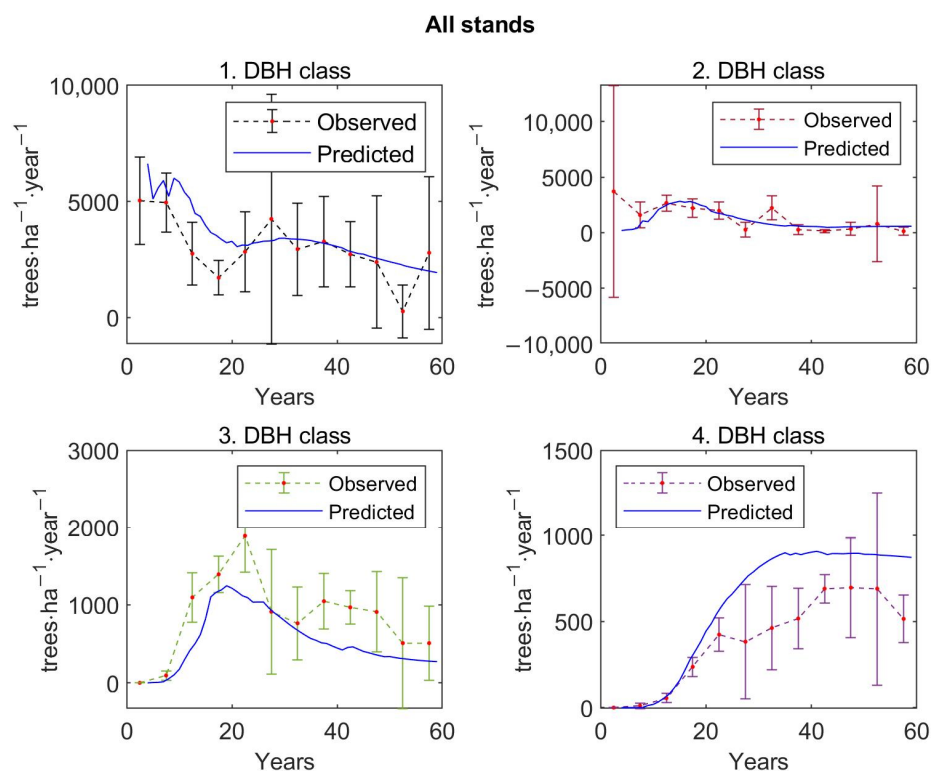 All stands
1. DBH class
10,000
5000
0
0
20
40
60
trees·ha⁻¹·year⁻¹
Years
Observed
Predicted
2. DBH class
10,000
5000
0
−5000
−10,000
0
20
40
60
trees·ha⁻¹·year⁻¹
Years
Observed
Predicted
3. DBH class
3000
2000
1000
0
0
20
40
60
trees·ha⁻¹·year⁻¹
Years
Observed
Predicted
4. DBH class
1500
1000
500
0
0
20
40
60
trees·ha⁻¹·year⁻¹
Years
Observed
Predicted